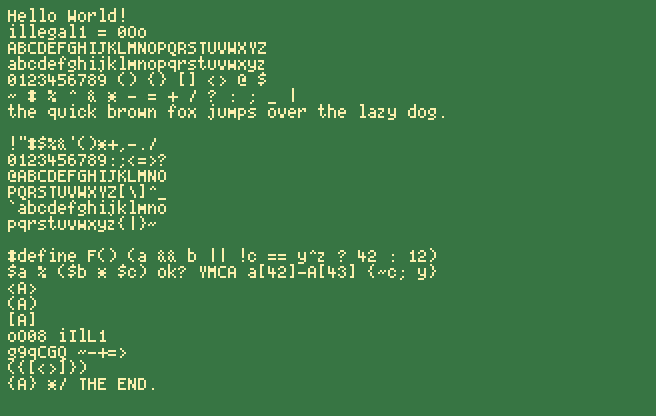 Hello World!
illegal1 = 0Oo
ABCDEFGHIJKLMNOPQRSTUVWXYZ
abcdefghijklmnopqrstuvwxyz
0123456789 () {} [] <> @ $
~ # % ^ & * - = + / ? : ; _ |
the quick brown fox jumps over the lazy dog.

!"#$%&'()*+,-./
0123456789:;<=>?
@ABCDEFGHIJKLMNO
PQRSTUVWXYZ[\]^_
`abcdefghijklmno
pqrstuvwxyz{|}~

#define F() (a && b || !c == y^z ? 42 : 12)
$a % ($b * $c) ok? YMCA a[42]-A[43] {~c; y}
<A>
(A)
[A]
oO08 iIlL1
g9qCGQ ~-+=>
({[<>]})
{A} */ THE END.